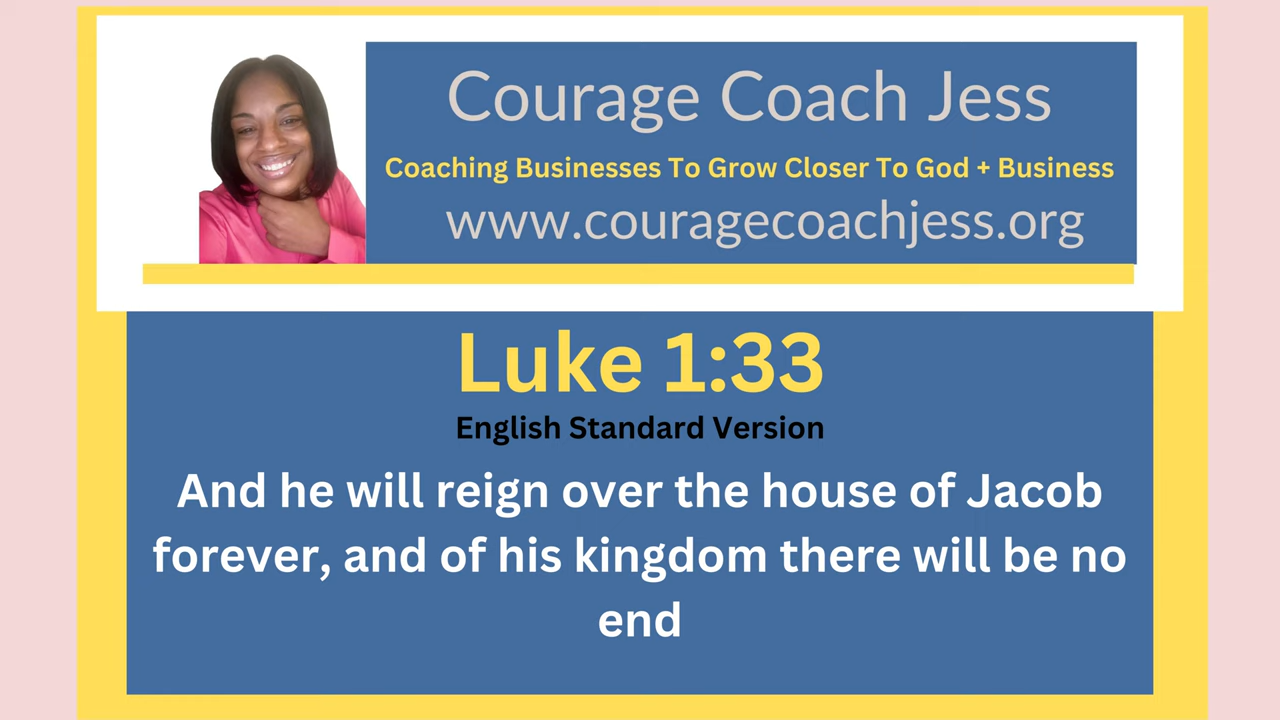 Courage Coach Jess
Coaching Businesses To Grow Closer To God + Business
www.couragecoachjess.org
Luke 1:33
English Standard Version
And he will reign over the house of Jacob
forever, and of his kingdom there will be no
end